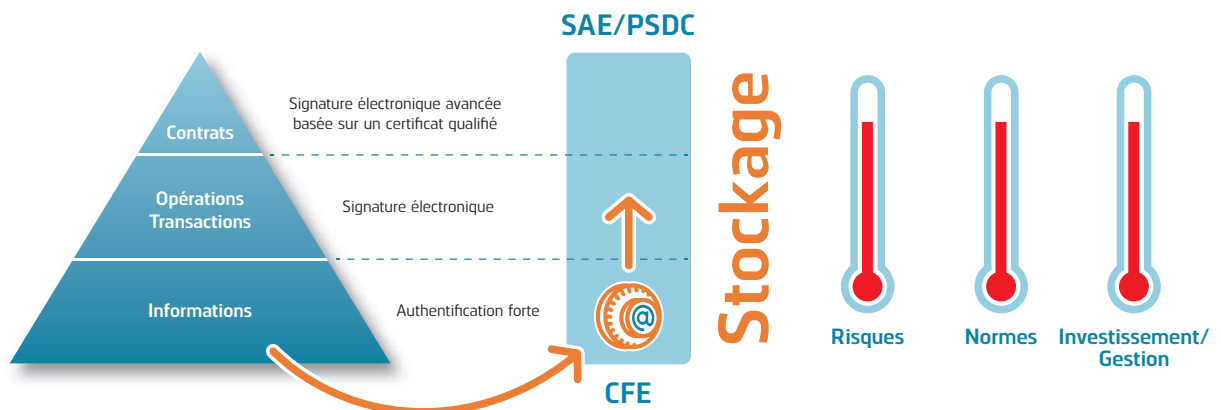 SAE/PSDC
Signature électronique avancée
basée sur un certificat qualifié
Contrats
Opérations
Transactions
Signature électronique
Informations
Authentification forte
@
CFE
Stockage
Risques
Normes
Investissement/
Gestion